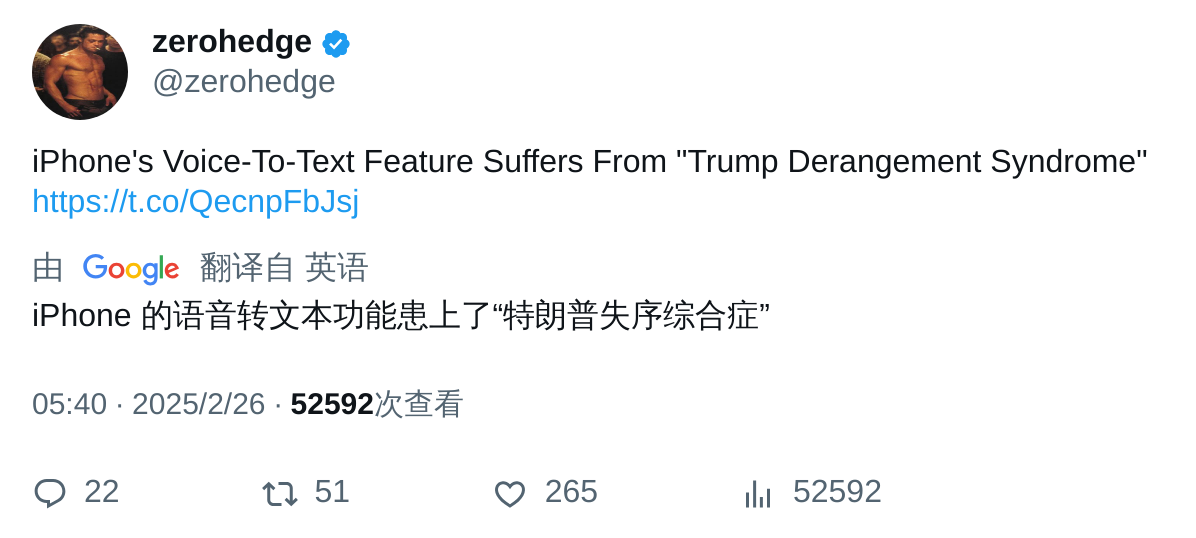 zerohedge
@zerohedge
iPhone's Voice-To-Text Feature Suffers From "Trump Derangement Syndrome"
https://t.co/QecnpFbJsj
由 Google 翻译自 英语
iPhone 的语音转文本功能患上了“特朗普失序综合症”
05:40 · 2025/2/26 · 52592次查看
22 51 265 52592